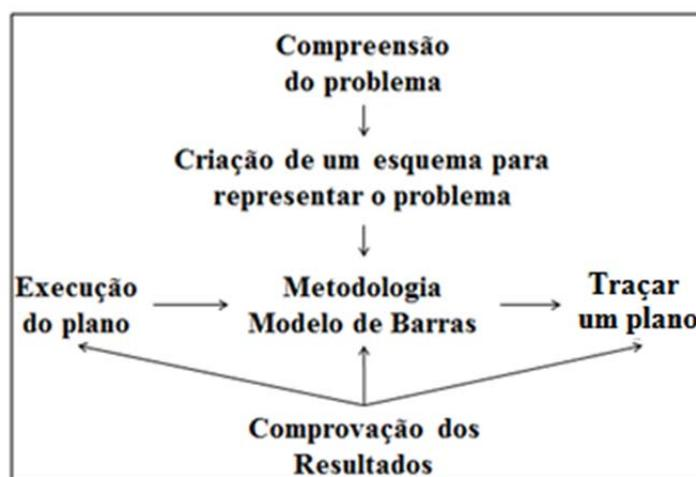 Compreensão
do problema
Criação de um esquema para
representar o problema
Execução
do plano
Metodologia
Modelo de Barras
Traçar
um plano
Comprovação dos
Resultados